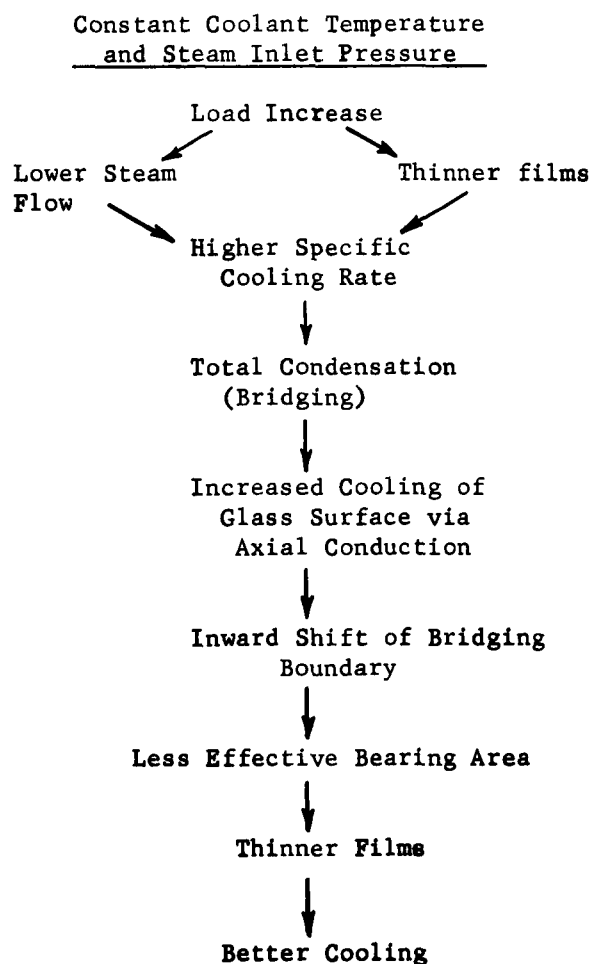 Constant Coolant Temperature
and Steam Inlet Pressure
Load Increase
Lower Steam
Flow
Thinner films
Higher Specific
Cooling Rate
Total Condensation
(Bridging)
Increased Cooling of
Glass Surface via
Axial Conduction
Inward Shift of Bridging
Boundary
Less Effective Bearing Area
Thinner Films
Better Cooling